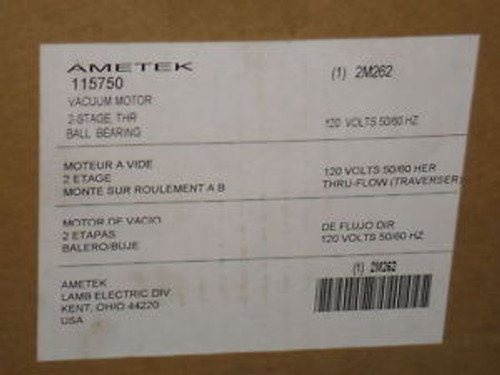 AMETEK (1) 2M262
115750
VACUUM MOTOR
2-STAGE, THR 120 VOLTS 50/60 HZ
BALL BEARING
MOTEUR A VIDE 120 VOLTS 50/60 HER
2 ETAGE THRU-FLOW (TRAVERSER)
MONTE SUR ROULEMENT A B
MOTOR DE VACIO DE FLUJO DIR
2 ETAPAS 120 VOLTS 50/60 HZ
BALERO/BUJE
(1) 2M262
AMETEK
LAMB ELECTRIC DIV
KENT, OHIO 44220
USA